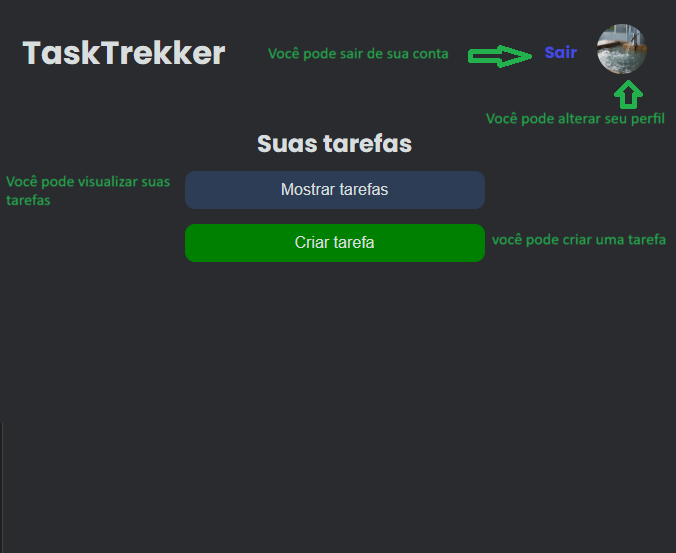 TaskTrekker
Você pode sair de sua conta
Sair
Você pode alterar seu perfil
Suas tarefas
Você pode visualizar suas
tarefas
Mostrar tarefas
Criar tarefa
você pode criar uma tarefa